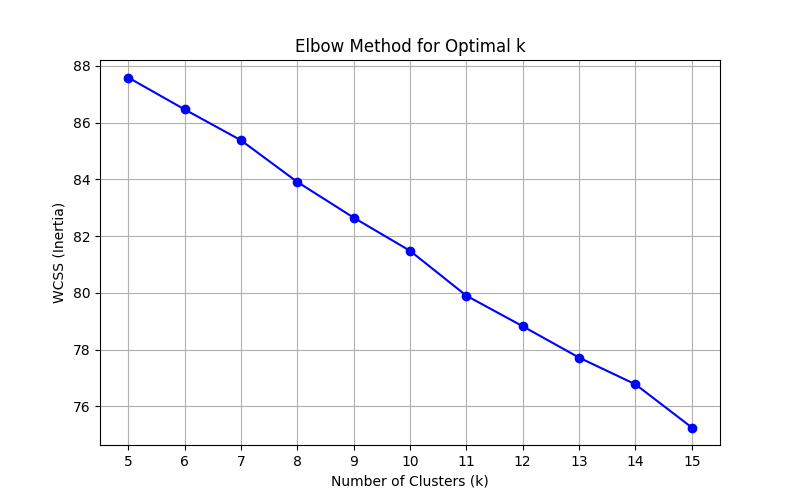 Elbow Method for Optimal k
88
86
84
82
80
78
76
WCSS (Inertia)
5 6 7 8 9 10 11 12 13 14 15
Number of Clusters (k)